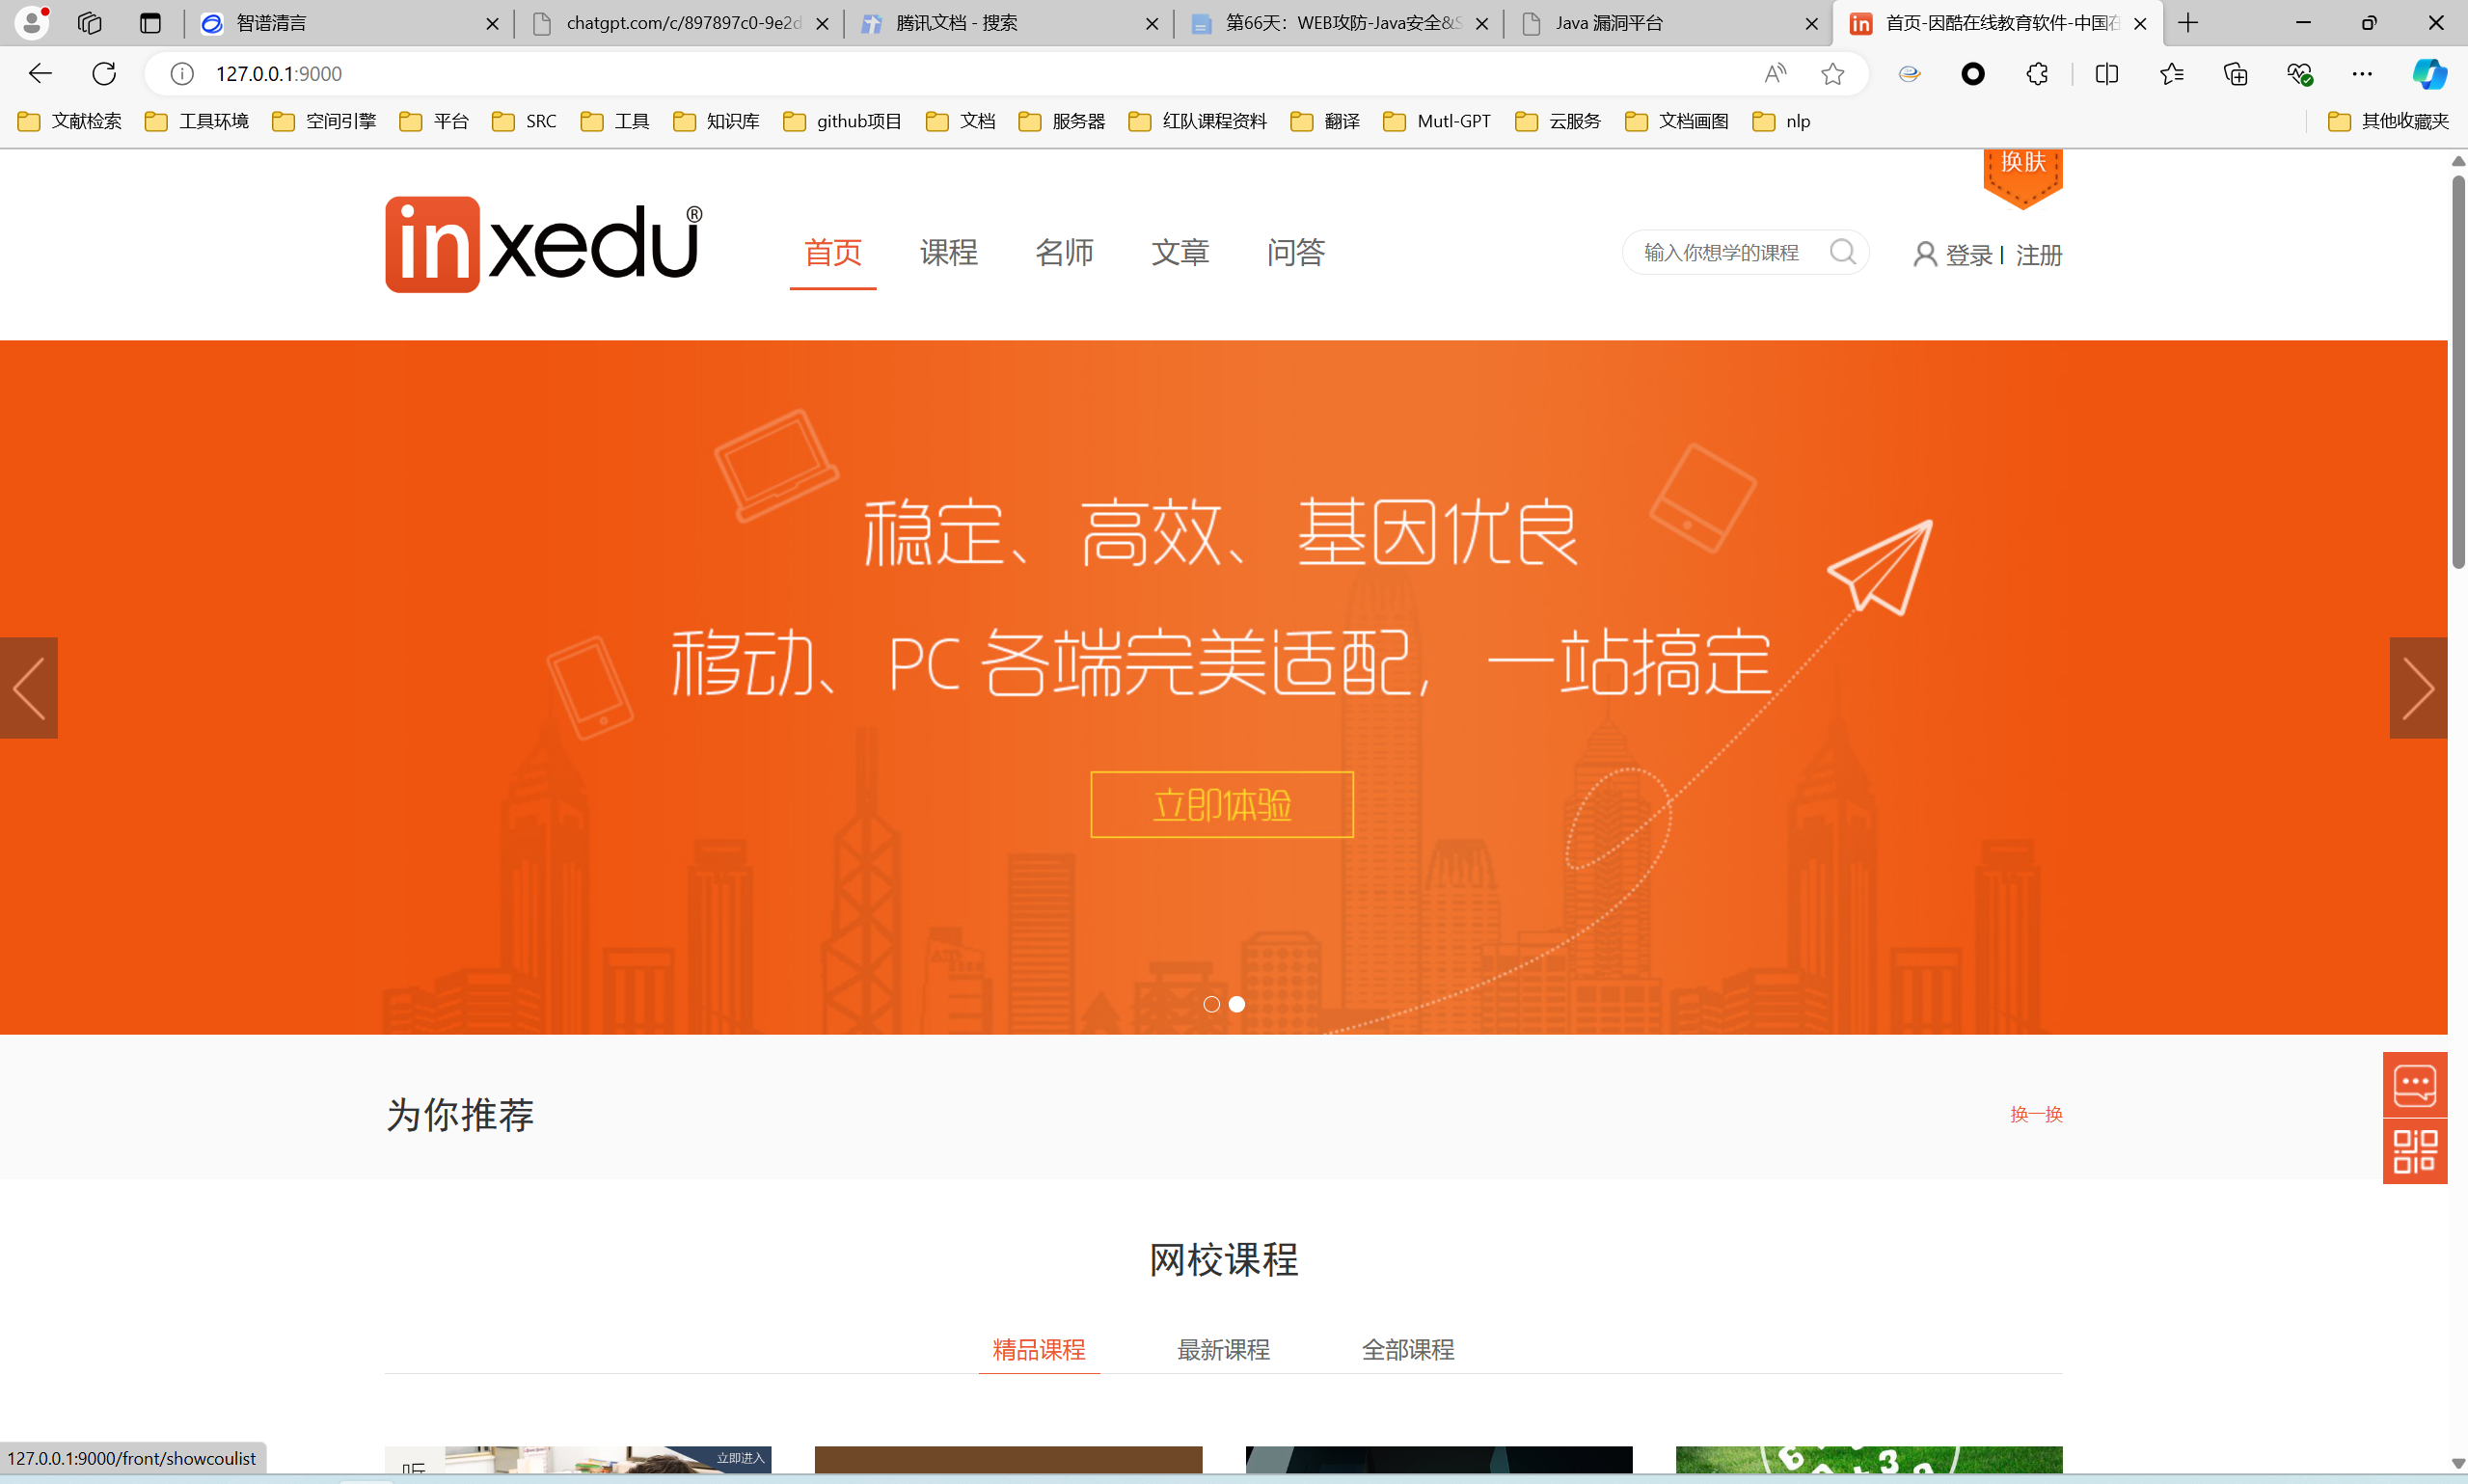 智谱清言
chatgpt.com/c/897897c0-9e2d
腾讯文档 - 搜索
第66天：WEB攻防-Java安全&S
Java 漏洞平台
首页-因酷在线教育软件-中国在
127.0.0.1:9000
文献检索 工具环境 空间引擎 平台 SRC 工具 知识库 github项目 文档 服务器 红队课程资料 翻译 Mutl-GPT 云服务 文档画图 nlp 其他收藏夹
换肤
inxedu®
首页 课程 名师 文章 问答
输入你想学的课程
登录 | 注册
稳定、高效、基因优良
移动、PC 各端完美适配，一站搞定
立即体验
为你推荐
换一换
网校课程
精品课程 最新课程 全部课程
立即进入
127.0.0.1:9000/front/showcoulist